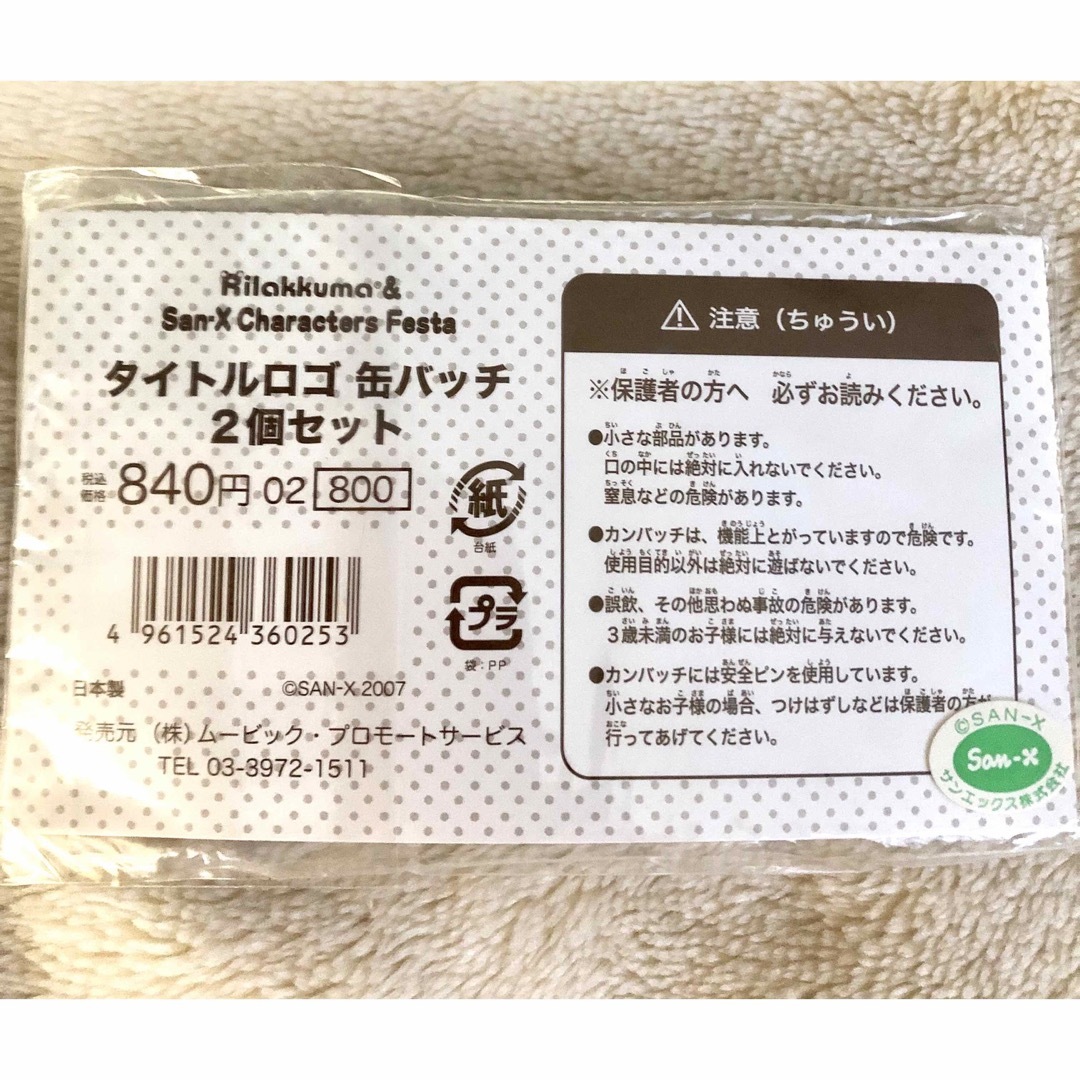 Rilakkuma &
San-X Characters Festa
タイトルロゴ 缶バッチ
2個セット
税込価格 840円 02 800
紙
台紙
プラ
袋：PP
4 961524 360253
日本製 ©SAN-X 2007
発売元 （株）ムービック・プロモートサービス
TEL 03-3972-1511
⚠ 注意（ちゅうい）
※保護者の方へ 必ずお読みください。
●小さな部品があります。
口の中には絶対に入れないでください。
窒息などの危険があります。
●カンバッチは、機能上とがっていますので危険です。
使用目的以外は絶対に遊ばないでください。
●誤飲、その他思わぬ事故の危険があります。
３歳未満のお子様には絶対に与えないでください。
●カンバッチには安全ピンを使用しています。
小さなお子様の場合、つけはずしなどは保護者の方が
行ってあげてください。
©SAN-X
San-X
サンエックス株式会社